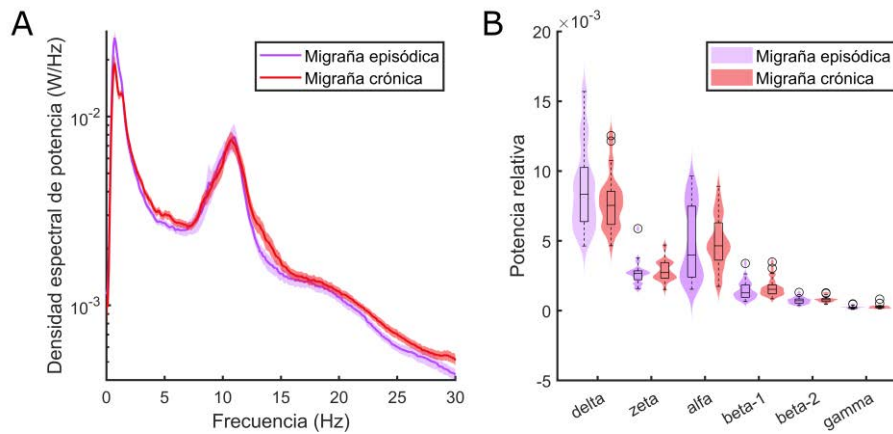 A
Densidad espectral de potencia (W/Hz)
10⁻²
10⁻³
Migraña episódica
Migraña crónica
0 5 10 15 20 25 30
Frecuencia (Hz)
B
×10⁻³
Potencia relativa
20
15
10
5
0
-5
Migraña episódica
Migraña crónica
delta zeta alfa beta-1 beta-2 gamma